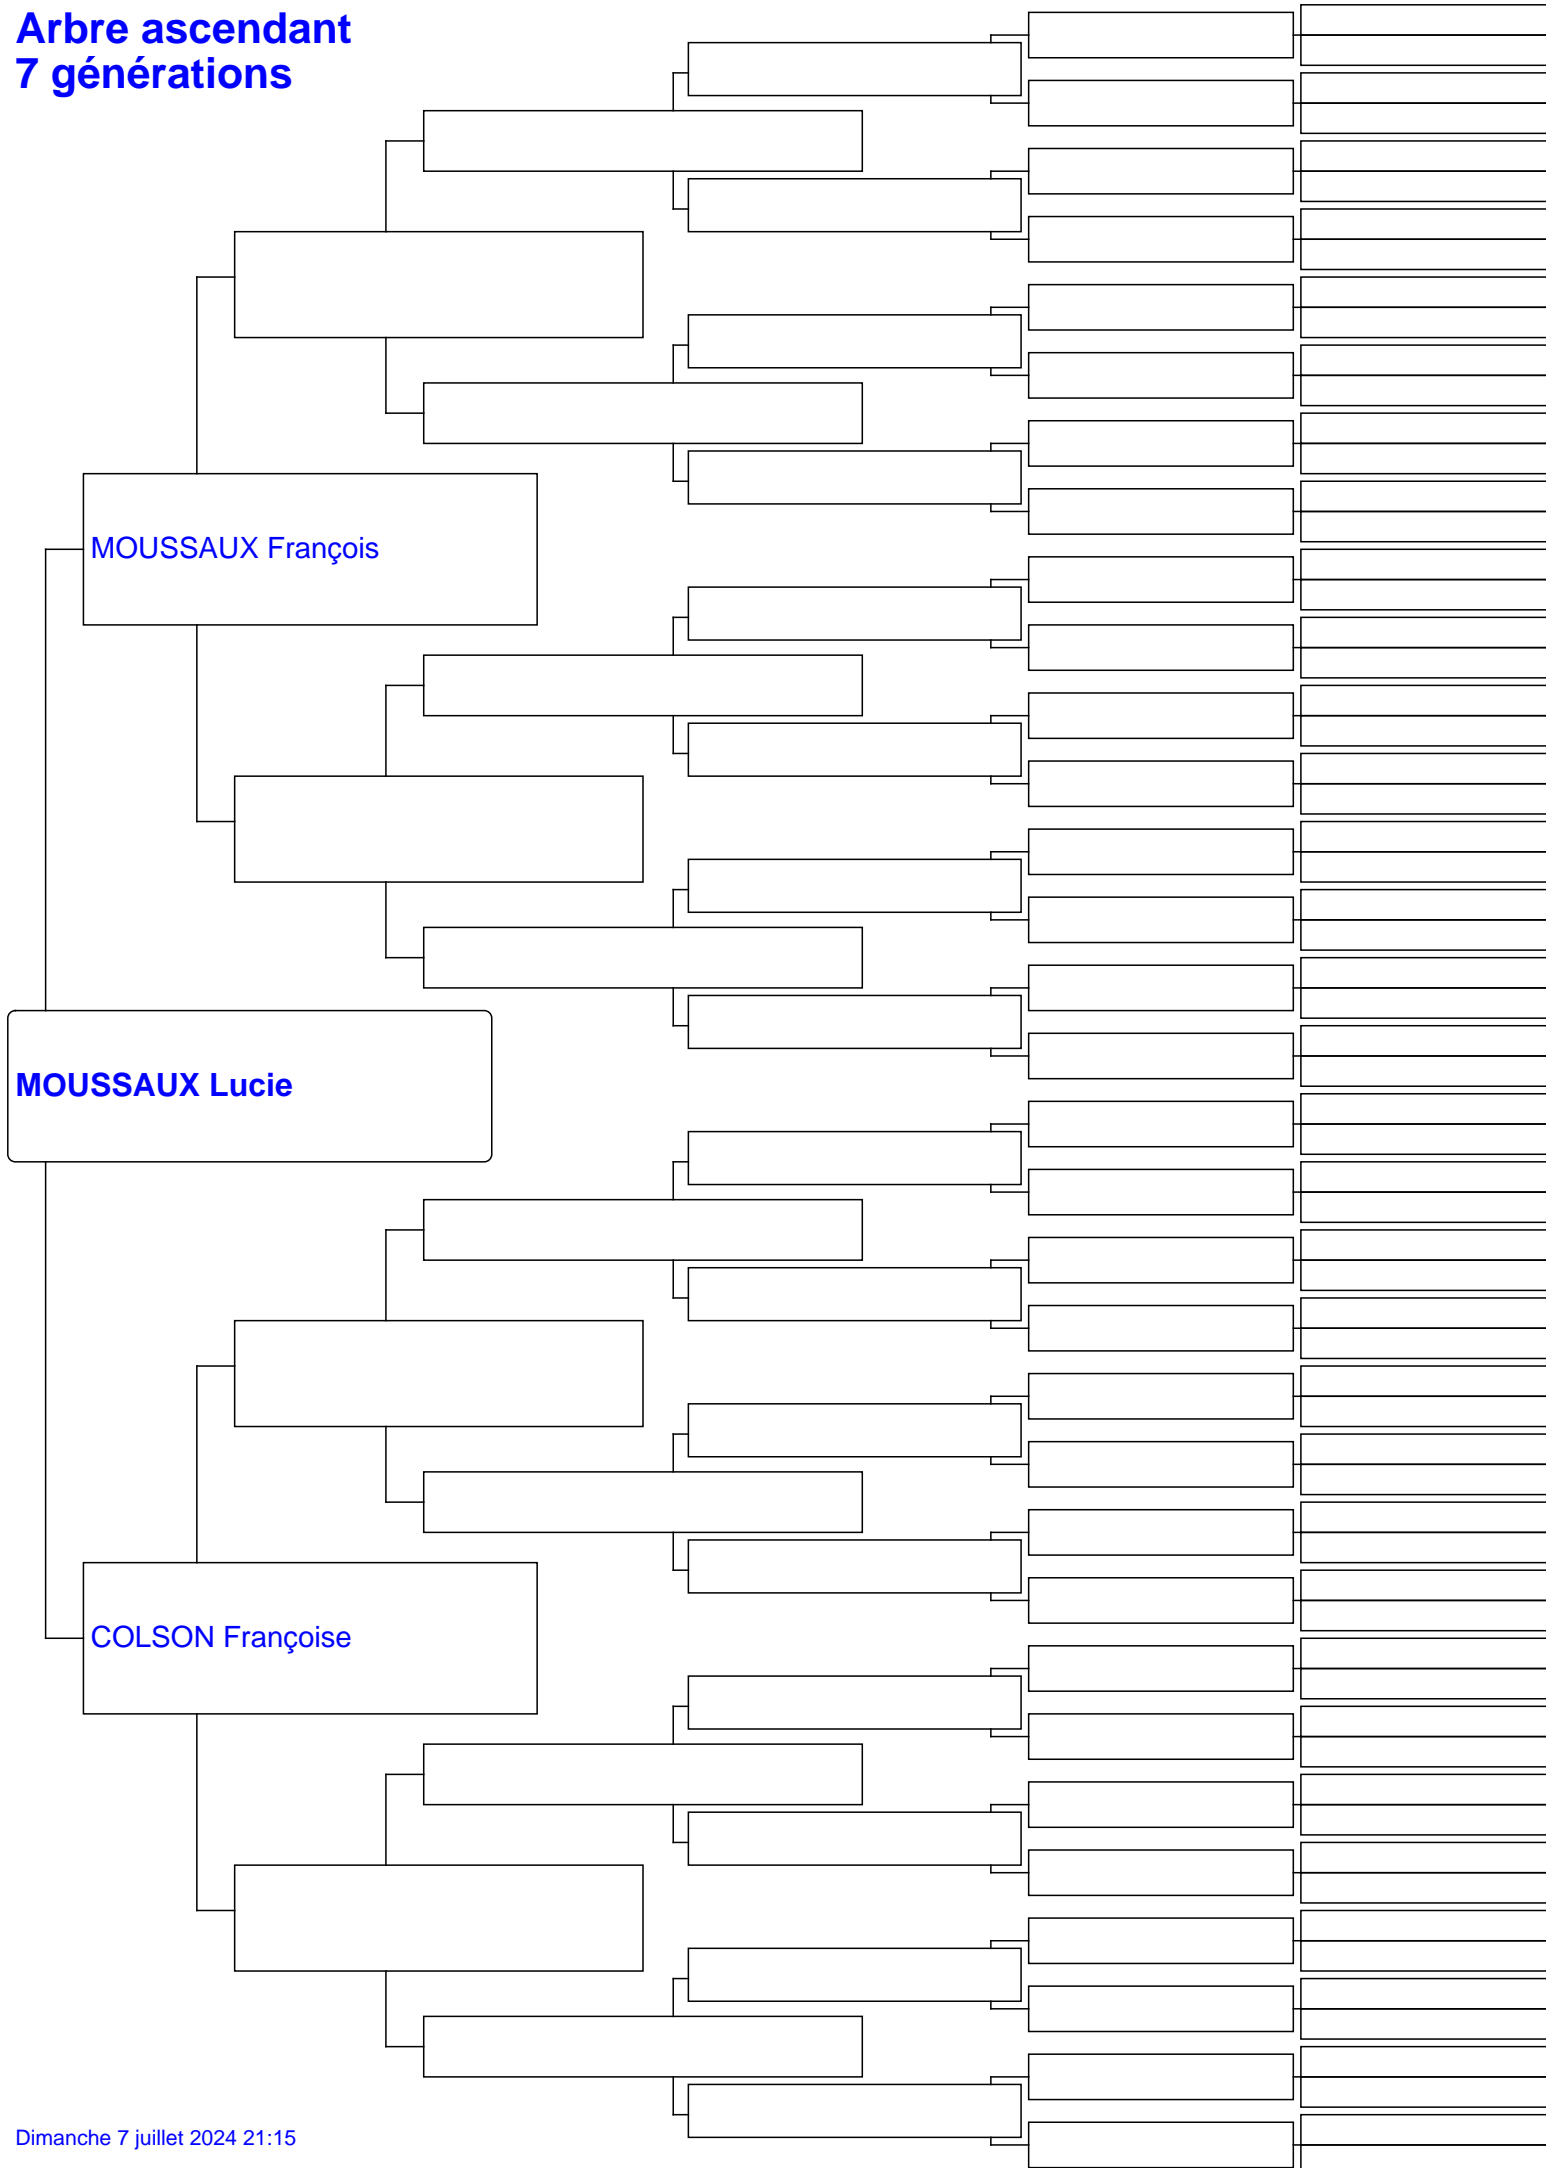 Arbre ascendant
7 générations
MOUSSAUX François
MOUSSAUX Lucie
COLSON Françoise
Dimanche 7 juillet 2024 21:15